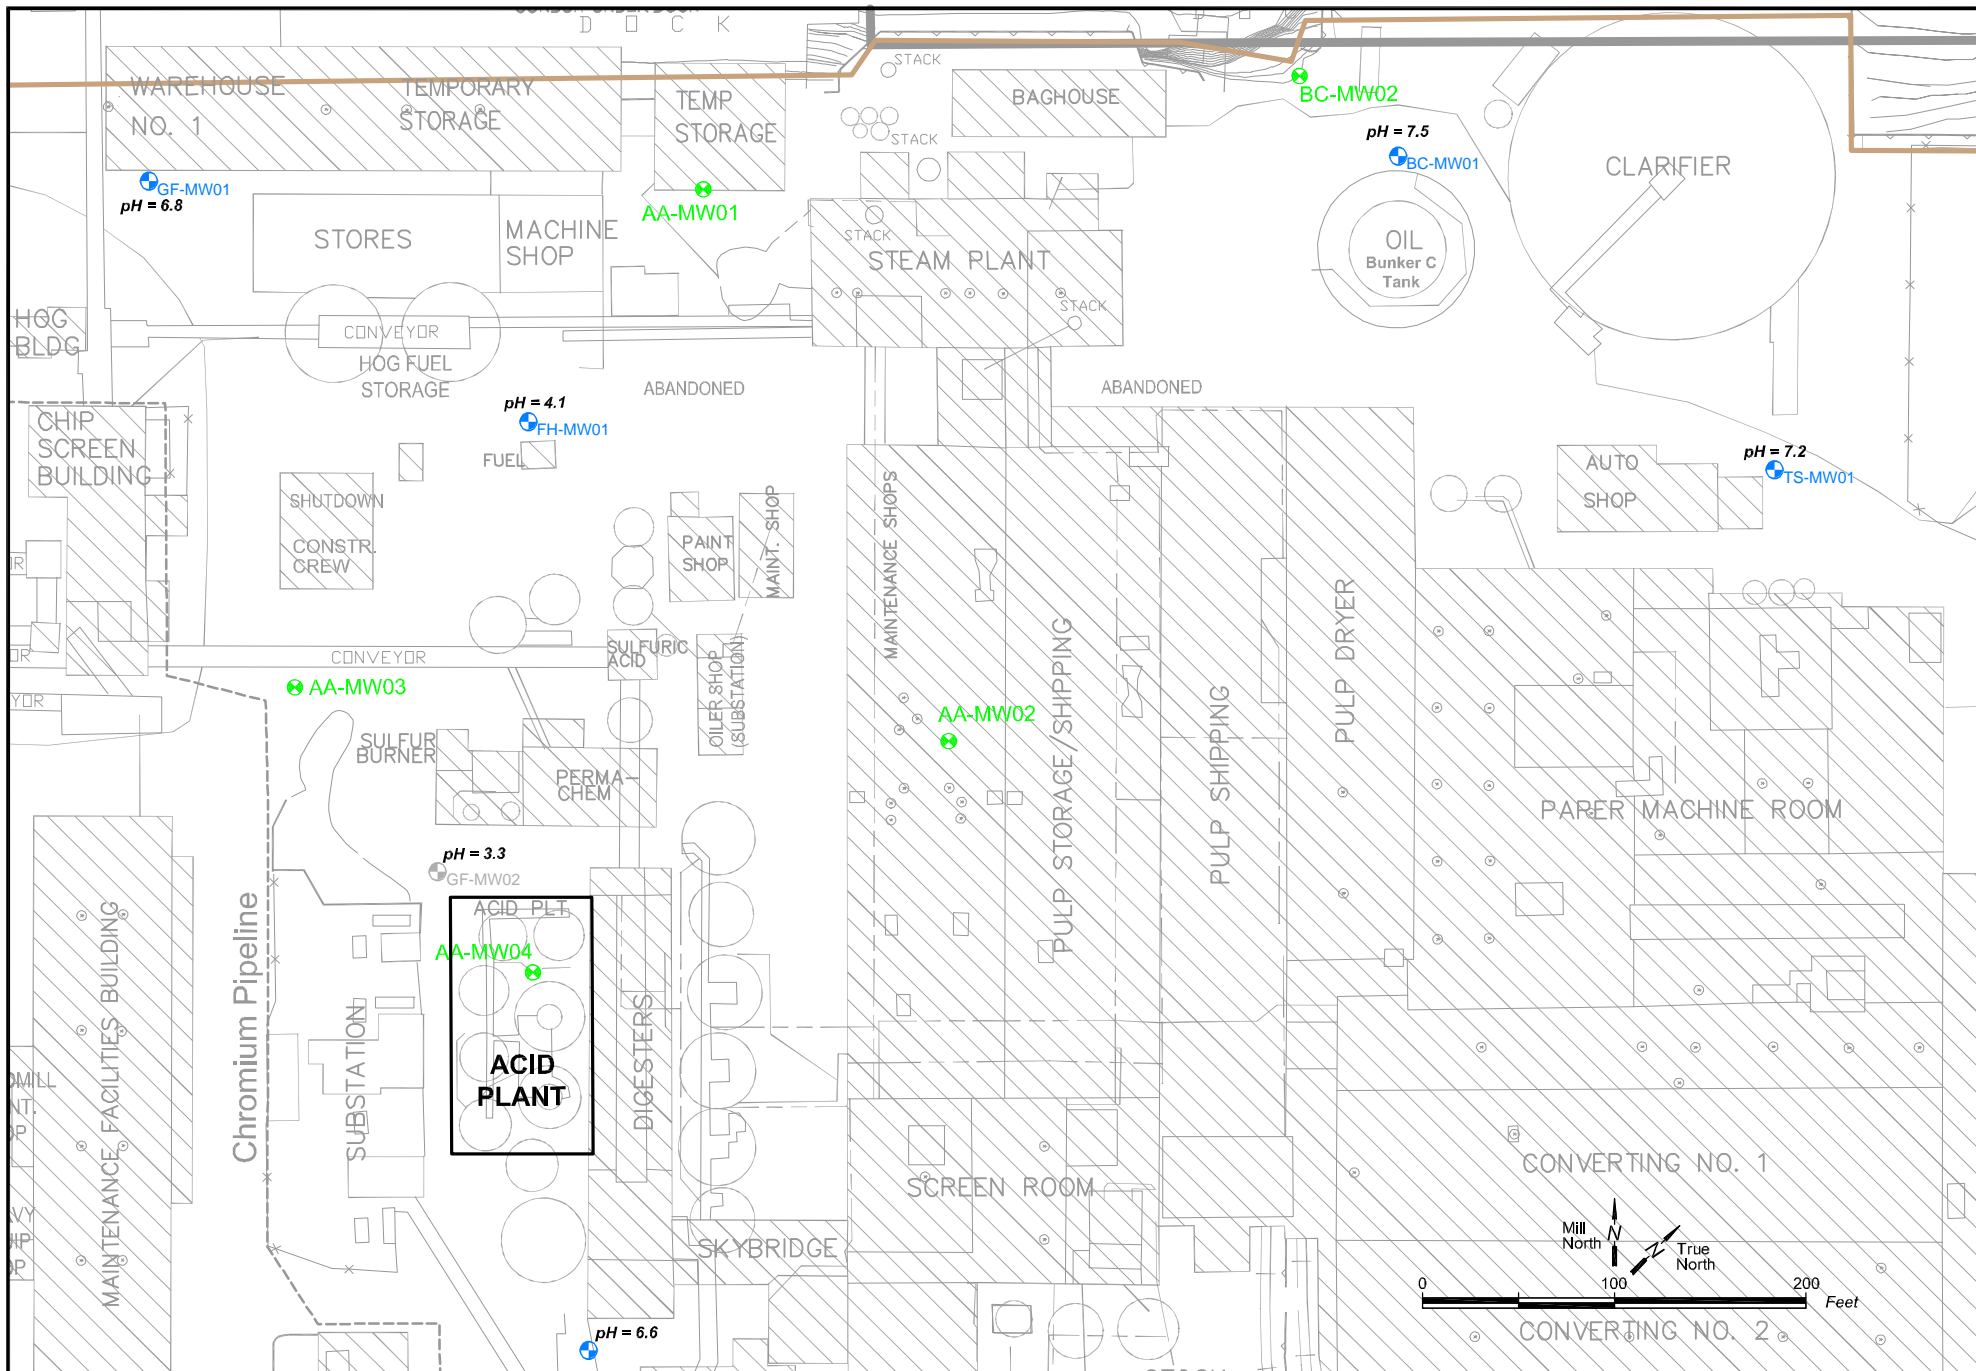 D O C K
WAREHOUSE
NO. 1
TEMPORARY
STORAGE
TEMP
STORAGE
STACK
STACK
BAGHOUSE
BC-MW02
pH = 7.5
BC-MW01
CLARIFIER
GF-MW01
pH = 6.8
AA-MW01
STORES
MACHINE
SHOP
STACK
STEAM PLANT
STACK
OIL
Bunker C
Tank
HOG
BLDG
CONVEYOR
HOG FUEL
STORAGE
ABANDONED
ABANDONED
pH = 4.1
FH-MW01
FUEL
CHIP
SCREEN
BUILDING
SHUTDOWN
CONSTR.
CREW
PAINT
SHOP
MAINT. SHOP
MAINTENANCE SHOPS
AUTO
SHOP
pH = 7.2
TS-MW01
CONVEYOR
SULFURIC
ACID
OILER SHOP
(SUBSTATION)
AA-MW03
AA-MW02
PULP STORAGE/SHIPPING
PULP SHIPPING
PULP DRYER
SULFUR
BURNER
PERMA-
CHEM
PAPER MACHINE ROOM
pH = 3.3
GF-MW02
ACID PLT
AA-MW04
ACID
PLANT
DIGESTERS
SUBSTATION
Chromium Pipeline
MAINTENANCE FACILITIES BUILDING
SCREEN ROOM
SKYBRIDGE
CONVERTING NO. 1
Mill
North
N
N
True
North
0 100 200
Feet
CONVERTING NO. 2
pH = 6.6